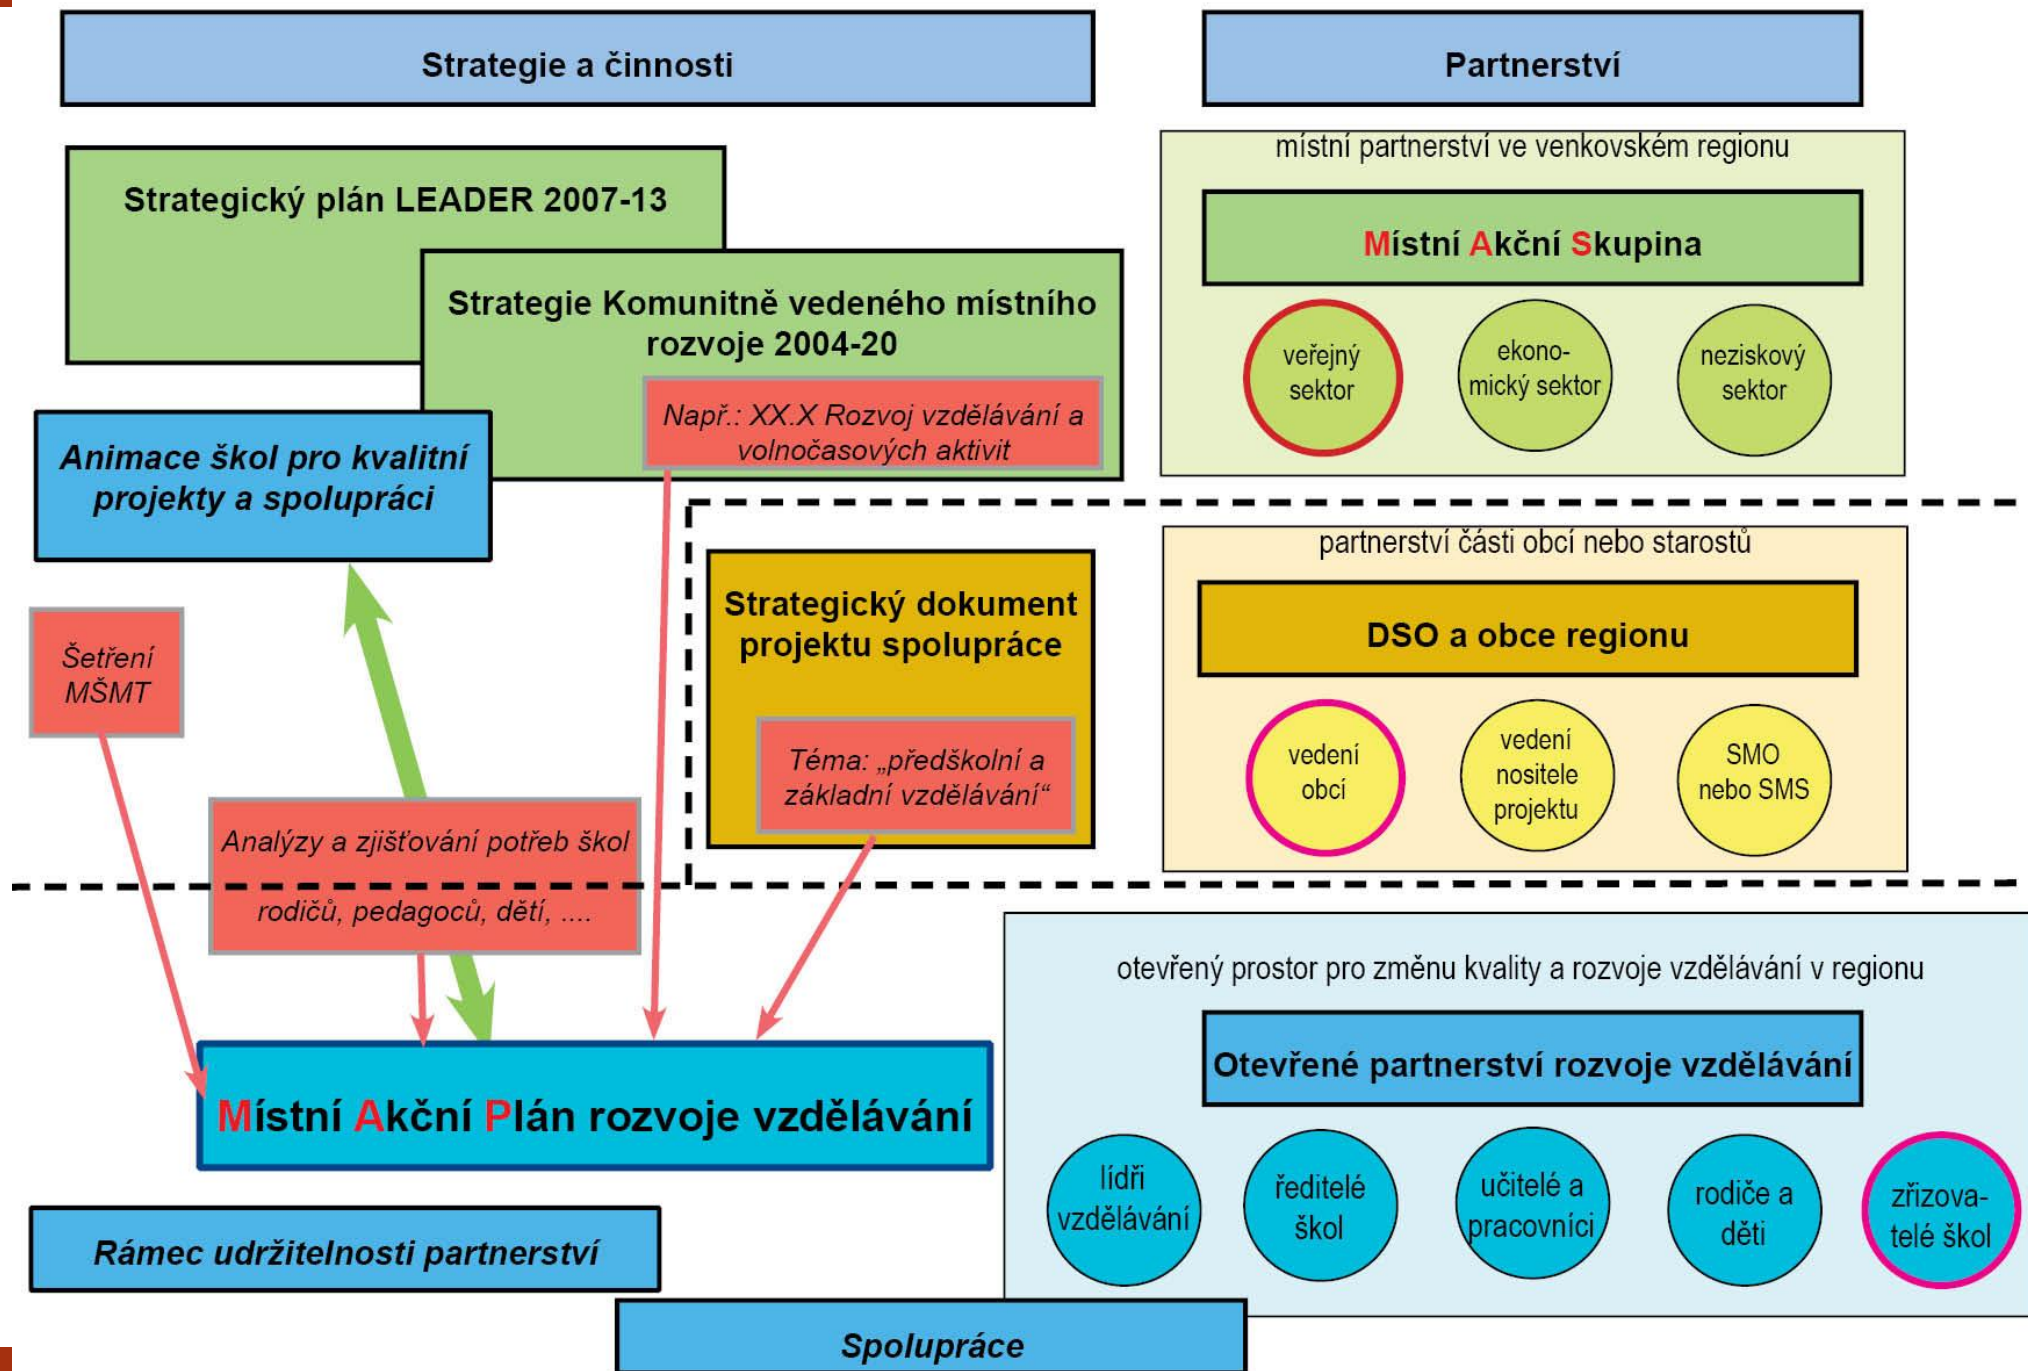 Strategie a činnosti
Partnerství
Strategický plán LEADER 2007-13
Strategie Komunitně vedeného místního
rozvoje 2004-20
Např.: XX.X Rozvoj vzdělávání a
volnočasových aktivit
Animace škol pro kvalitní
projekty a spolupráci
místní partnerství ve venkovském regionu
Místní Akční Skupina
veřejný
sektor
ekono-
mický sektor
neziskový
sektor
Šetření
MŠMT
Strategický dokument
projektu spolupráce
Téma: „předškolní a
základní vzdělávání“
partnerství části obcí nebo starostů
DSO a obce regionu
vedení
obcí
vedení
nositele
projektu
SMO
nebo SMS
Analýzy a zjišťování potřeb škol
rodičů, pedagoců, dětí, ....
Místní Akční Plán rozvoje vzdělávání
otevřený prostor pro změnu kvality a rozvoje vzdělávání v regionu
Otevřené partnerství rozvoje vzdělávání
lídři
vzdělávání
ředitelé
škol
učitelé a
pracovníci
rodiče a
děti
zřizova-
telé škol
Rámec udržitelnosti partnerství
Spolupráce